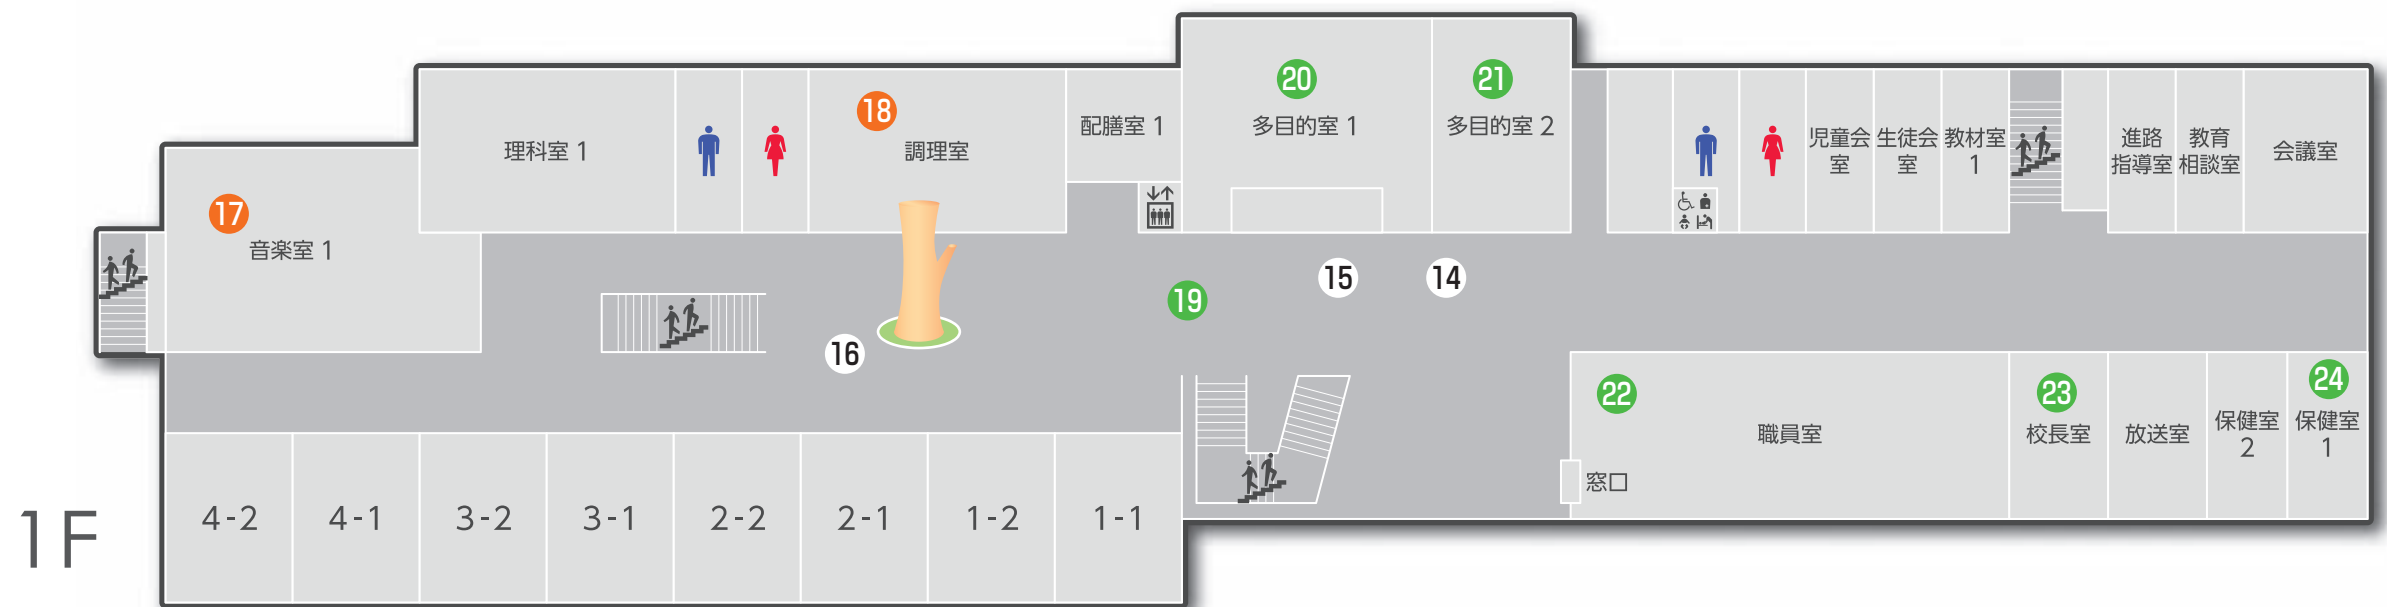 20
21
18
多目的室 1
多目的室 2
配膳室 1
理科室 1
調理室
児童会
室
生徒会
室
教材室
1
進路
指導室
教育
相談室
会議室
17
音楽室 1
15
14
19
16
22
23
24
職員室
校長室
放送室
保健室
2
保健室
1
窓口
1F
4-2
4-1
3-2
3-1
2-2
2-1
1-2
1-1